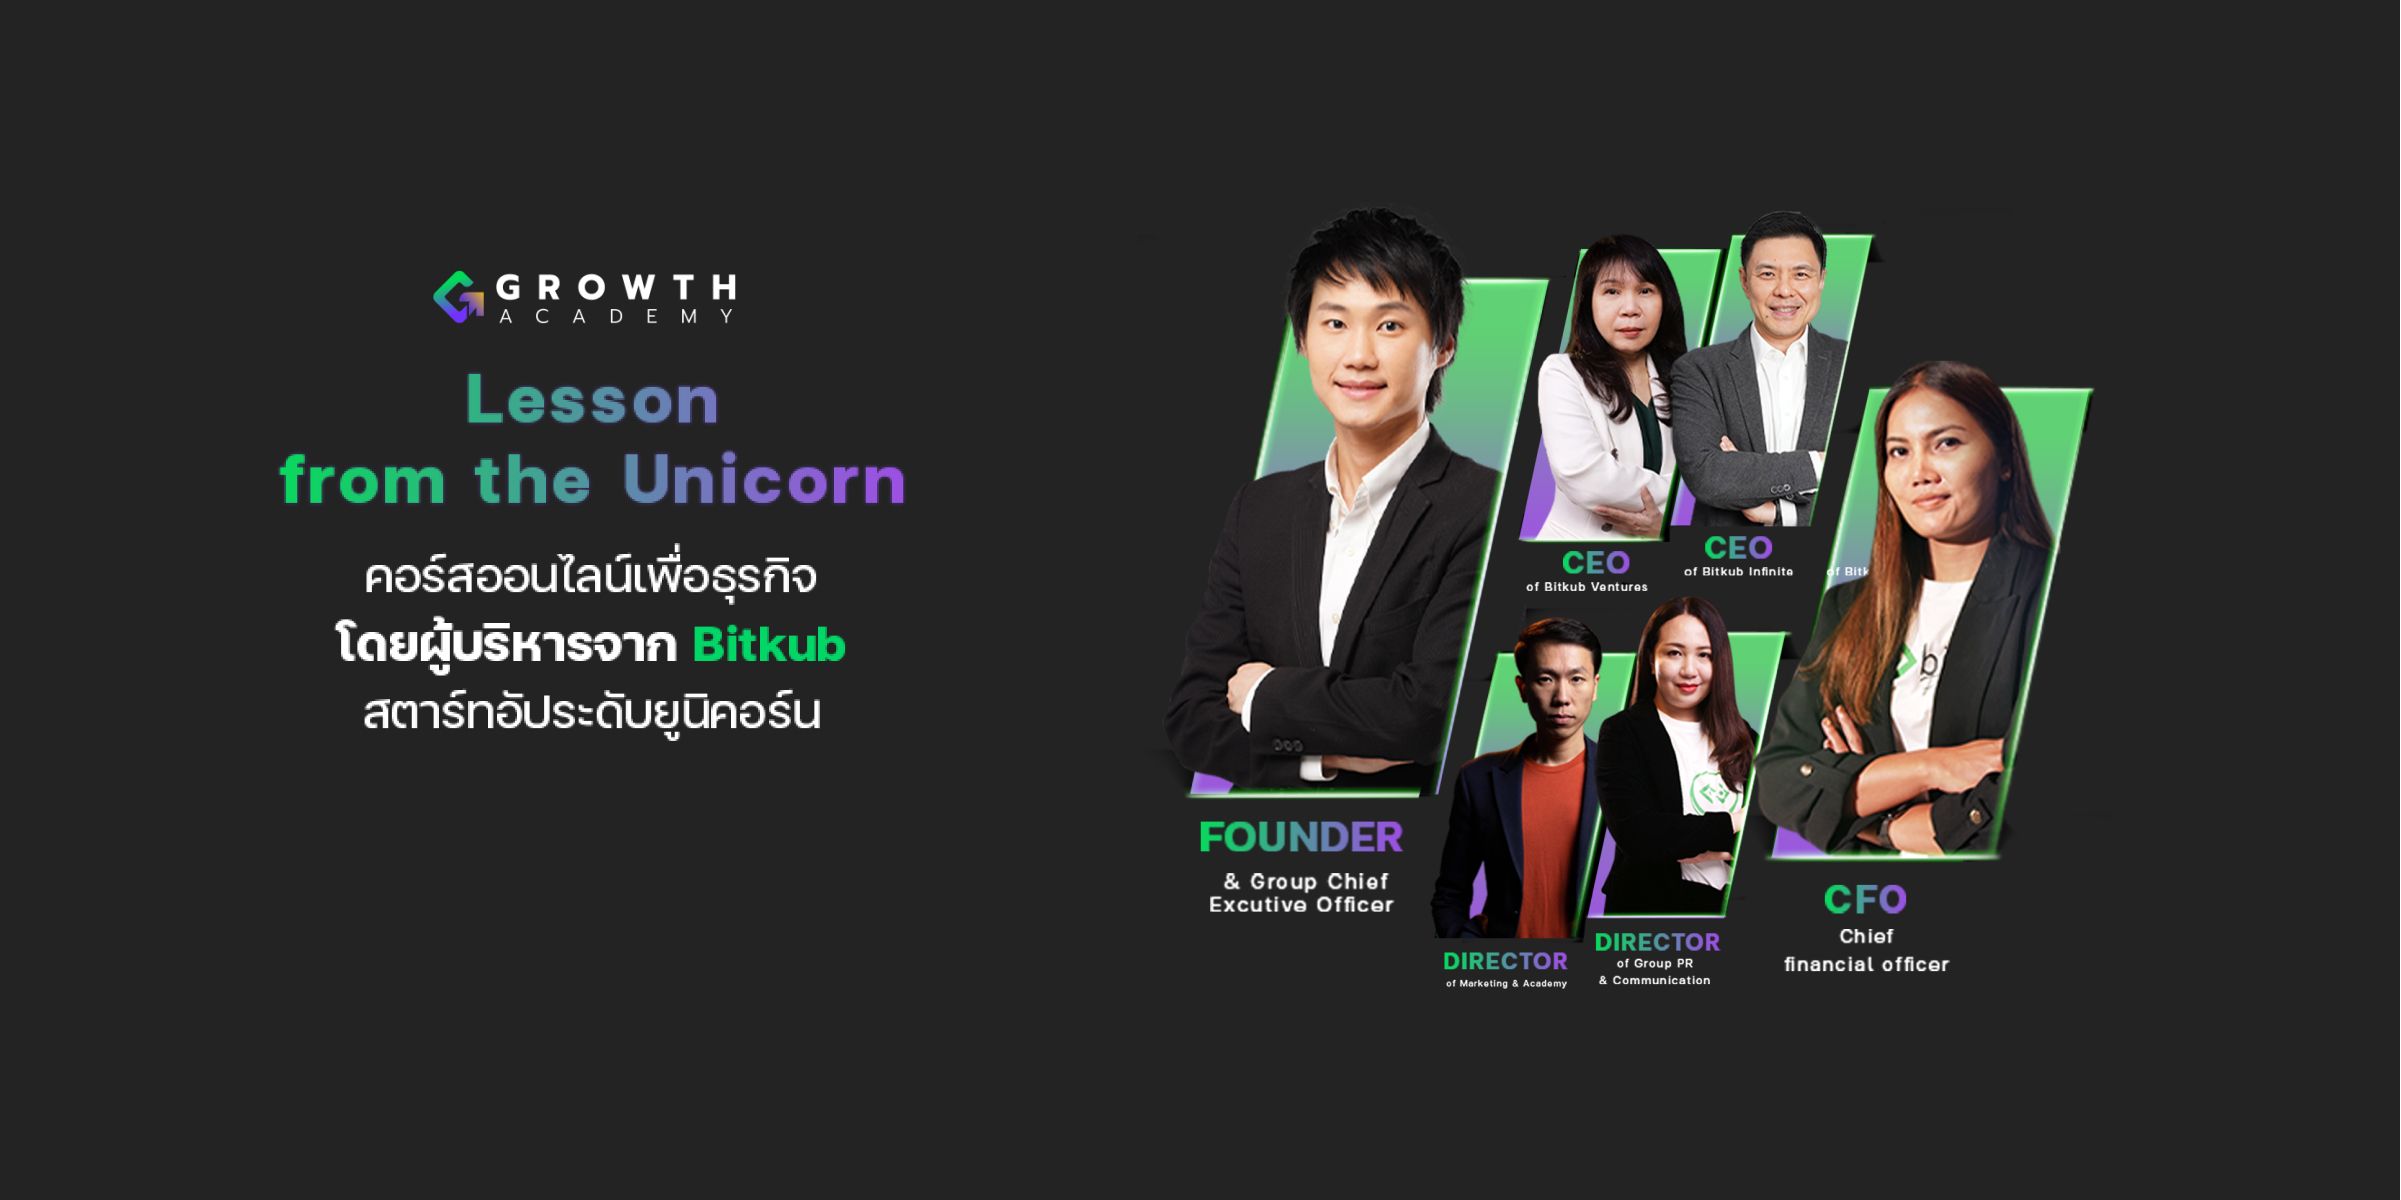 GROWTH
ACADEMY
Lesson
from the Unicorn
คอร์สออนไลน์เพื่อธุรกิจ
โดยผู้บริหารจาก Bitkub
สตาร์ทอัประดับยูนิคอร์น
CEO
of Bitkub Ventures
CEO
of Bitkub Infinite
of Bitk
b
FOUNDER
& Group Chief
Excutive Officer
DIRECTOR
of Marketing & Academy
DIRECTOR
of Group PR
& Communication
CFO
Chief
financial officer